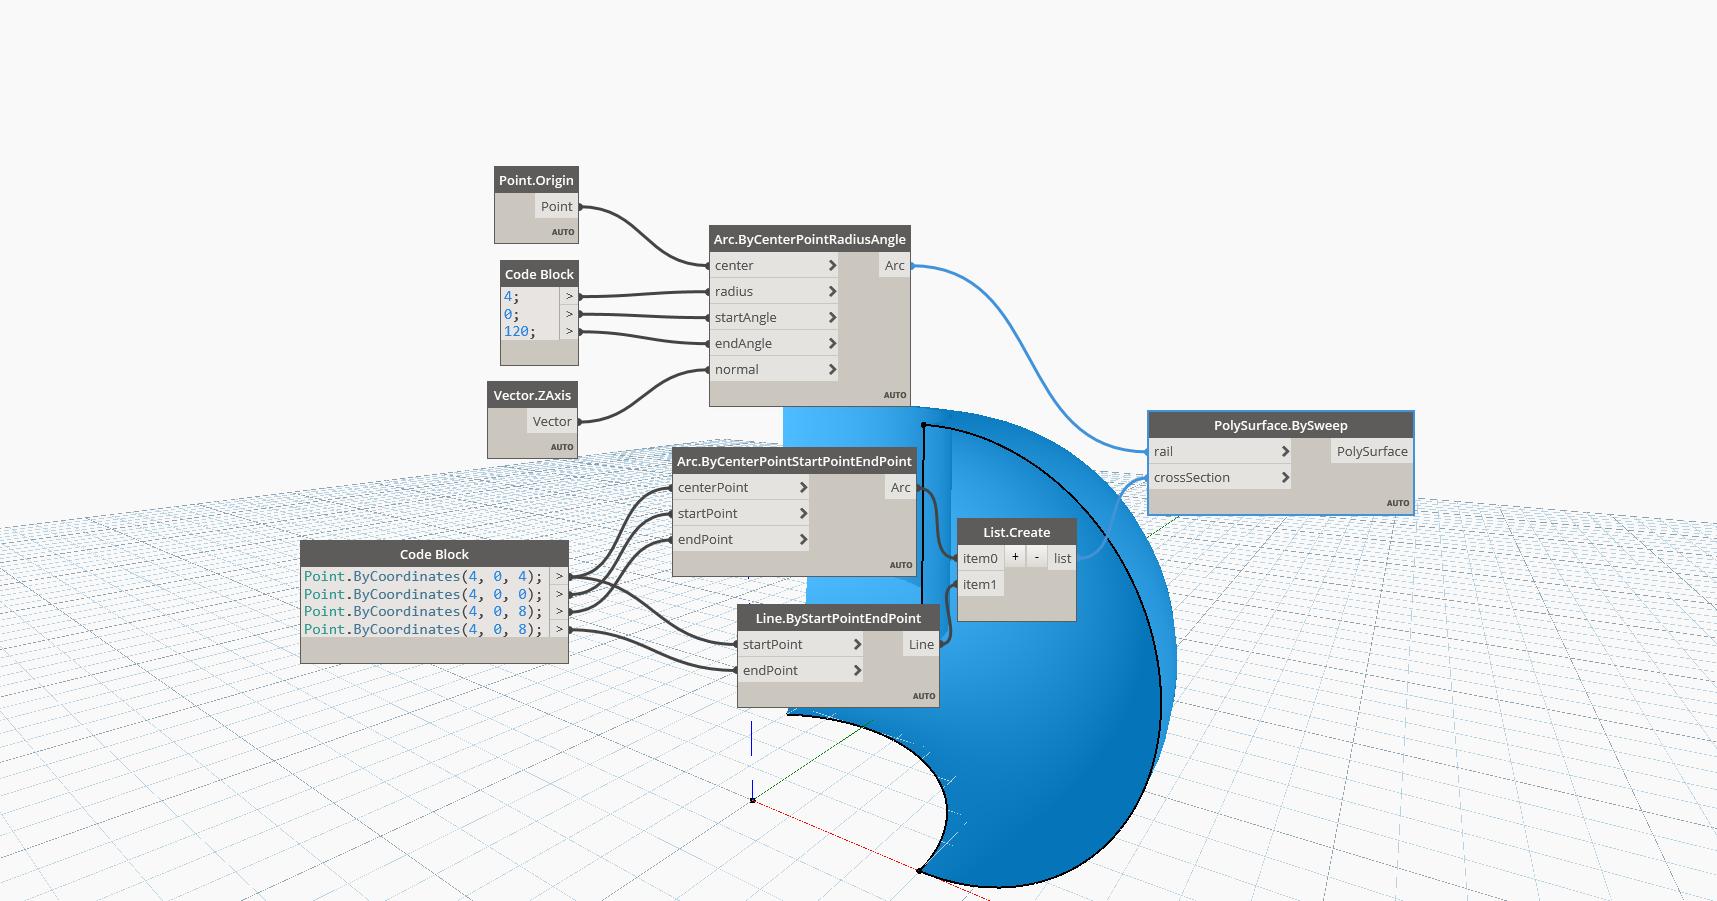 Point.Origin
Point
AUTO
Code Block
4; >
0; >
120; >
Vector.ZAxis
Vector
AUTO
Arc.ByCenterPointRadiusAngle
center > Arc
radius >
startAngle >
endAngle >
normal >
AUTO
Arc.ByCenterPointStartPointEndPoint
centerPoint > Arc
startPoint >
endPoint >
AUTO
Code Block
Point.ByCoordinates(4, 0, 4); >
Point.ByCoordinates(4, 0, 0); >
Point.ByCoordinates(4, 0, 8); >
Point.ByCoordinates(4, 0, 8); >
Line.ByStartPointEndPoint
startPoint > Line
endPoint >
AUTO
List.Create
item0 + - list
item1
PolySurface.BySweep
rail > PolySurface
crossSection >
AUTO